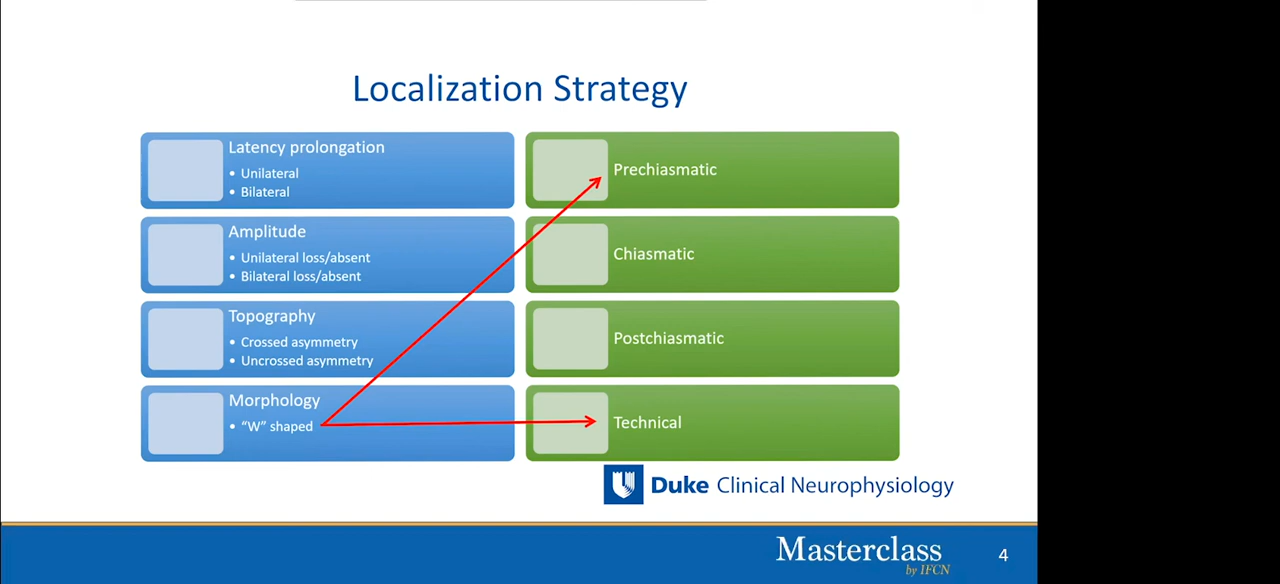 Localization Strategy
Latency prolongation
• Unilateral
• Bilateral
Amplitude
• Unilateral loss/absent
• Bilateral loss/absent
Topography
• Crossed asymmetry
• Uncrossed asymmetry
Morphology
• “W” shaped
Prechiasmatic
Chiasmatic
Postchiasmatic
Technical
Duke Clinical Neurophysiology
Masterclass
by IFCN
4